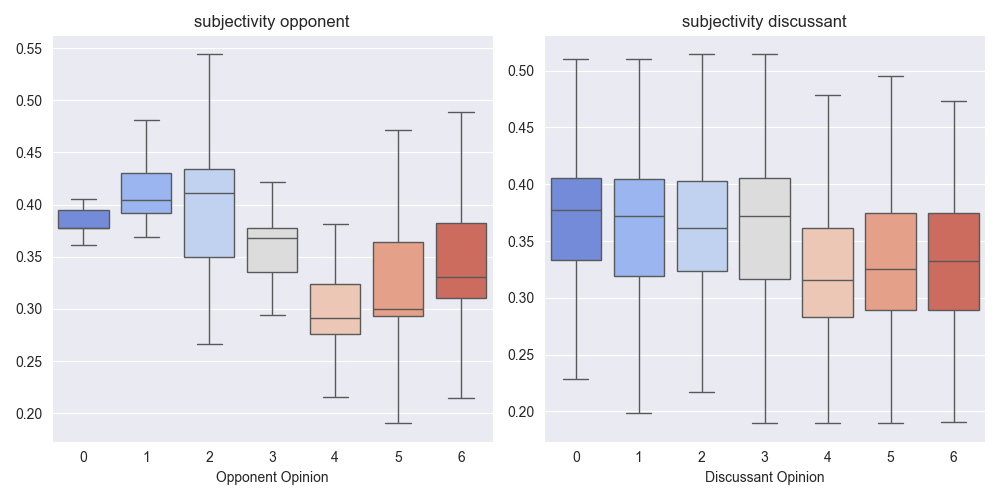 subjectivity opponent
0.55
0.50
0.45
0.40
0.35
0.30
0.25
0.20
0 1 2 3 4 5 6
Opponent Opinion
subjectivity discussant
0.50
0.45
0.40
0.35
0.30
0.25
0.20
0 1 2 3 4 5 6
Discussant Opinion